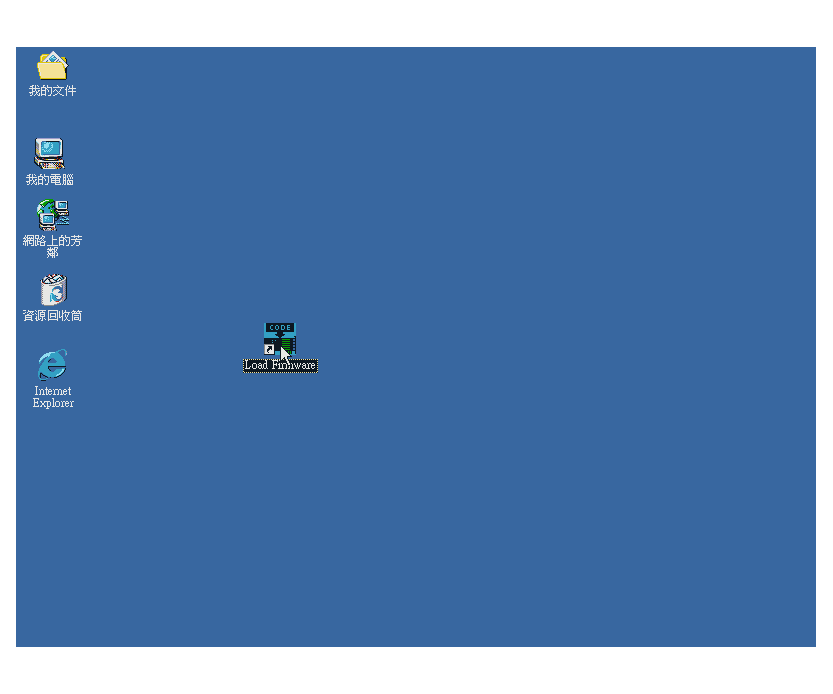 我的文件
我的電腦
網路上的芳
鄰
資源回收筒
Internet
Explorer
CODE
Load Firmware